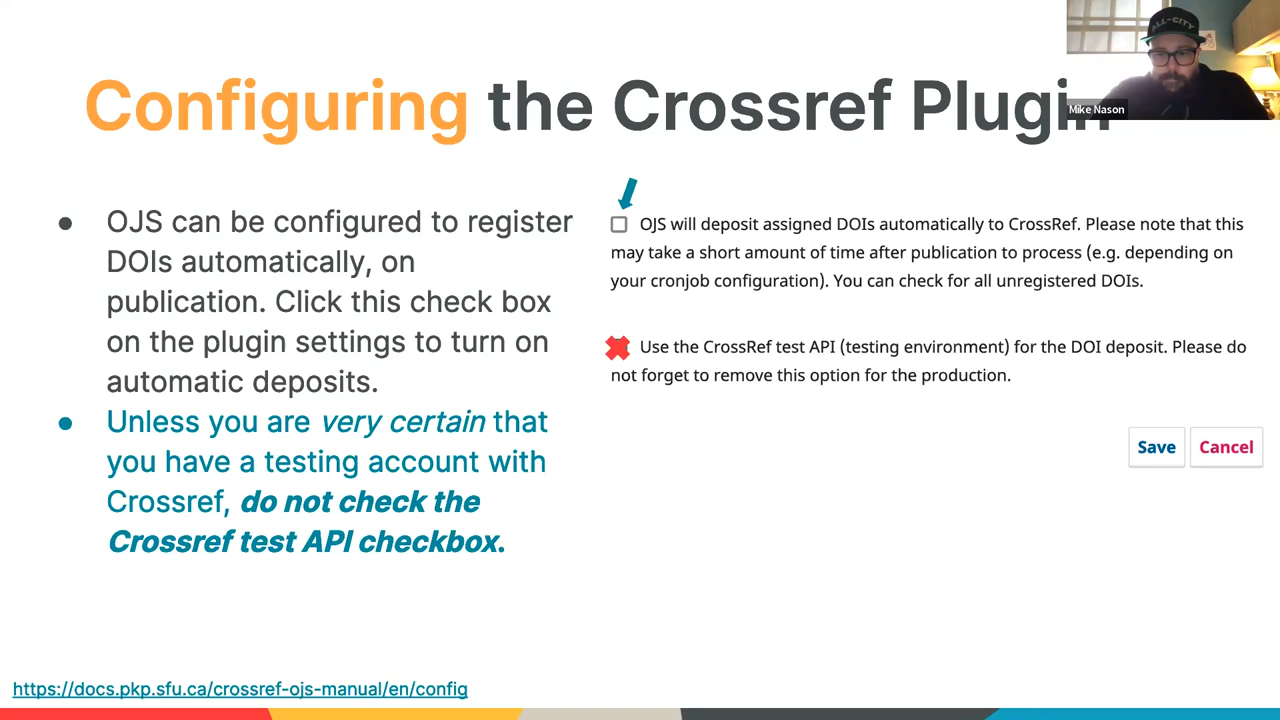 ALL-CITY
Mike Nason
Configuring the Crossref Plugin
● OJS can be configured to register
DOIs automatically, on
publication. Click this check box
on the plugin settings to turn on
automatic deposits.
● Unless you are very certain that
you have a testing account with
Crossref, do not check the
Crossref test API checkbox.
OJS will deposit assigned DOIs automatically to CrossRef. Please note that this
may take a short amount of time after publication to process (e.g. depending on
your cronjob configuration). You can check for all unregistered DOIs.
Use the CrossRef test API (testing environment) for the DOI deposit. Please do
not forget to remove this option for the production.
Save Cancel
https://docs.pkp.sfu.ca/crossref-ojs-manual/en/config